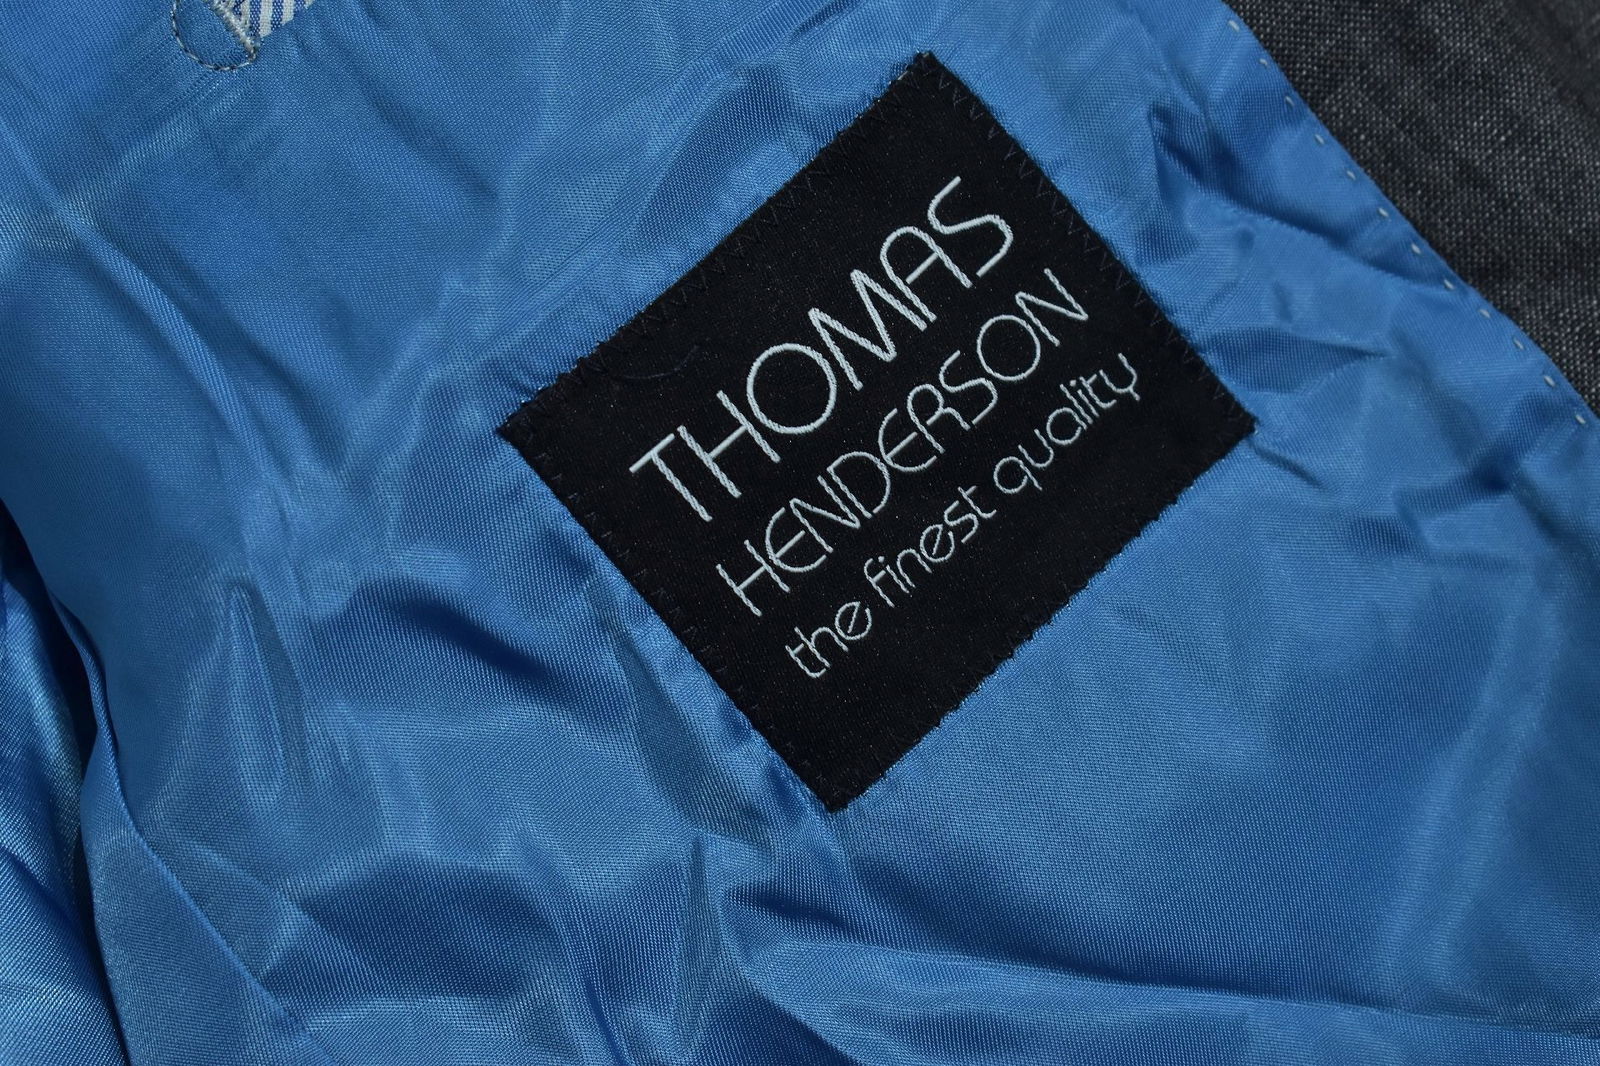 THOMAS
HENDERSON
the finest quality